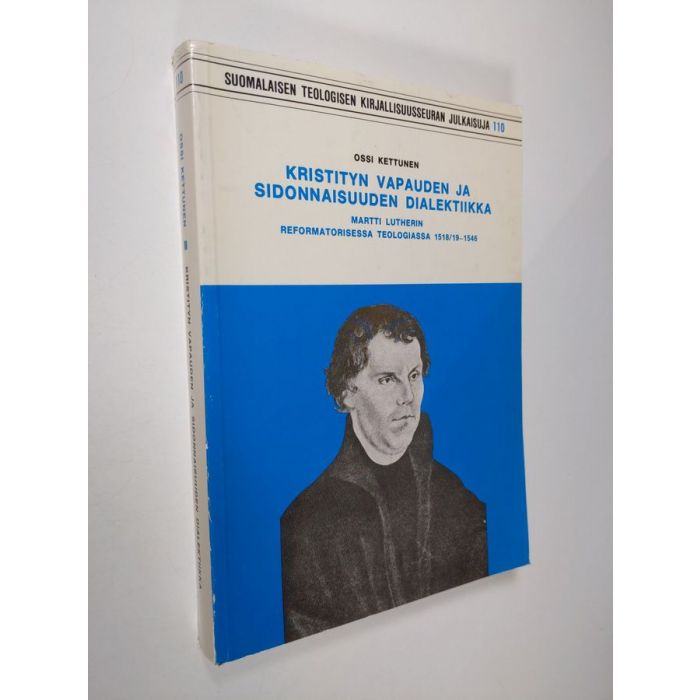 SUOMALAISEN TEOLOGISEN KIRJALLISUUSSEURAN JULKAISUJA 110
OSSI KETTUNEN
KRISTITYN VAPAUDEN JA
SIDONNAISUUDEN DIALEKTIIKKA
MARTTI LUTHERIN
REFORMATORISESSA TEOLOGIASSA 1518/19–1546
110
OSSI KETTUNEN ■ KRISTITYN VAPAUDEN JA SIDONNAISUUDEN DIALEKTIIKKA